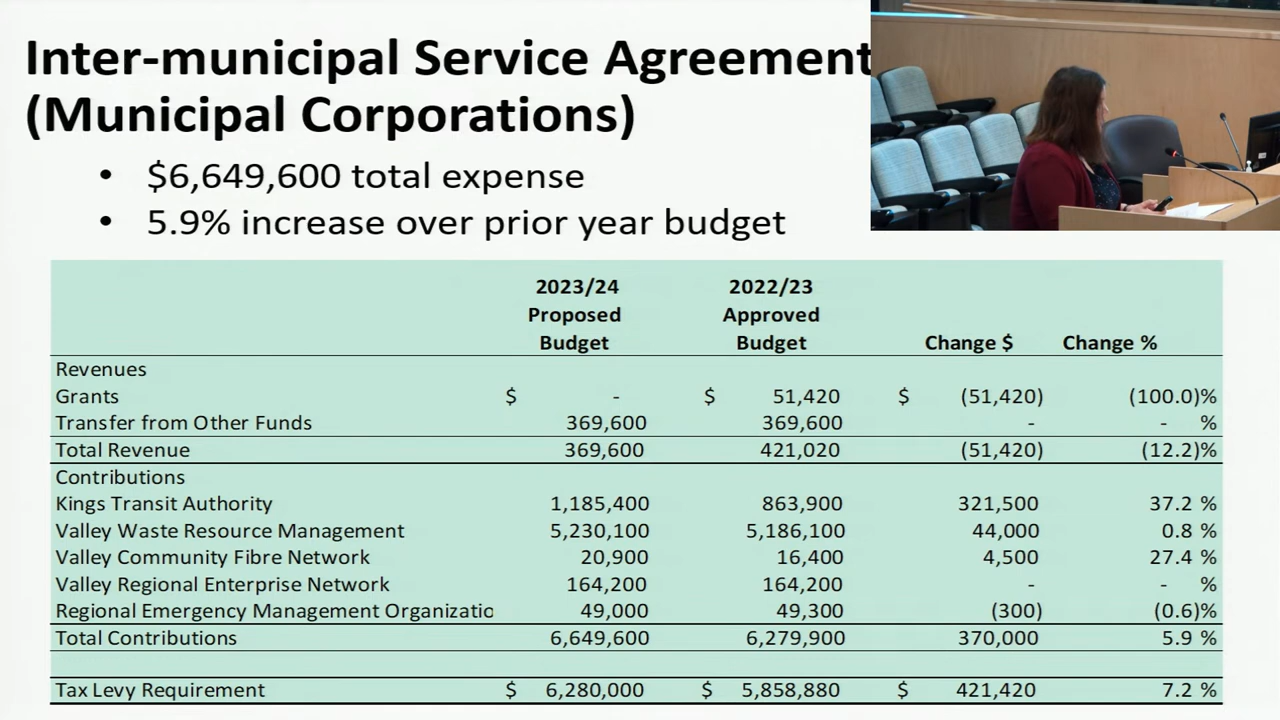 Inter-municipal Service Agreement
(Municipal Corporations)
• $6,649,600 total expense
• 5.9% increase over prior year budget
2023/24 Proposed Budget 2022/23 Approved Budget Change $ Change %
Revenues
Grants $ - $ 51,420 $ (51,420) (100.0)%
Transfer from Other Funds 369,600 369,600 - - %
Total Revenue 369,600 421,020 (51,420) (12.2)%
Contributions
Kings Transit Authority 1,185,400 863,900 321,500 37.2 %
Valley Waste Resource Management 5,230,100 5,186,100 44,000 0.8 %
Valley Community Fibre Network 20,900 16,400 4,500 27.4 %
Valley Regional Enterprise Network 164,200 164,200 - - %
Regional Emergency Management Organizatio 49,000 49,300 (300) (0.6)%
Total Contributions 6,649,600 6,279,900 370,000 5.9 %
Tax Levy Requirement $ 6,280,000 $ 5,858,880 $ 421,420 7.2 %